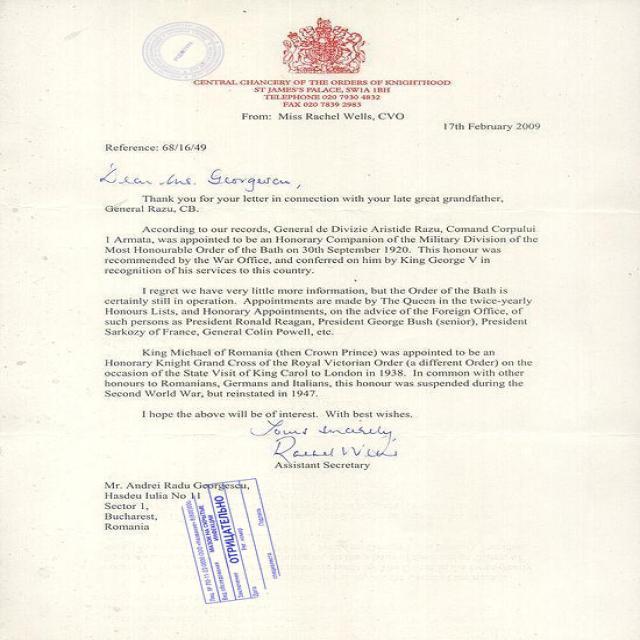 CENTRAL CHANCERY OF THE ORDERS OF KNIGHTHOOD
ST JAMES'S PALACE, SW1A 1BH
TELEPHONE 020 7930 4832
FAX 020 7839 2983
From: Miss Rachel Wells, CVO
17th February 2009
Reference: 68/16/49
Dear Mr. Georgescu,
Thank you for your letter in connection with your late great grandfather,
General Razu, CB.
According to our records, General de Divizie Aristide Razu, Comand Corpului
1 Armata, was appointed to be an Honorary Companion of the Military Division of the
Most Honourable Order of the Bath on 30th September 1920. This honour was
recommended by the War Office, and conferred on him by King George V in
recognition of his services to this country.
I regret we have very little more information, but the Order of the Bath is
certainly still in operation. Appointments are made by The Queen in the twice-yearly
Honours Lists, and Honorary Appointments, on the advice of the Foreign Office, of
such persons as President Ronald Reagan, President George Bush (senior), President
Sarkozy of France, General Colin Powell, etc.
King Michael of Romania (then Crown Prince) was appointed to be an
Honorary Knight Grand Cross of the Royal Victorian Order (a different Order) on the
occasion of the State Visit of King Carol to London in 1938. In common with other
honours to Romanians, Germans and Italians, this honour was suspended during the
Second World War, but reinstated in 1947.
I hope the above will be of interest. With best wishes.
Yours sincerely
Rachel Wells
Assistant Secretary
Mr. Andrei Radu Georgescu,
Hasdeu Iulia No 11
Sector 1,
Bucharest,
Romania
ОТРИЦАТЕЛЬНО